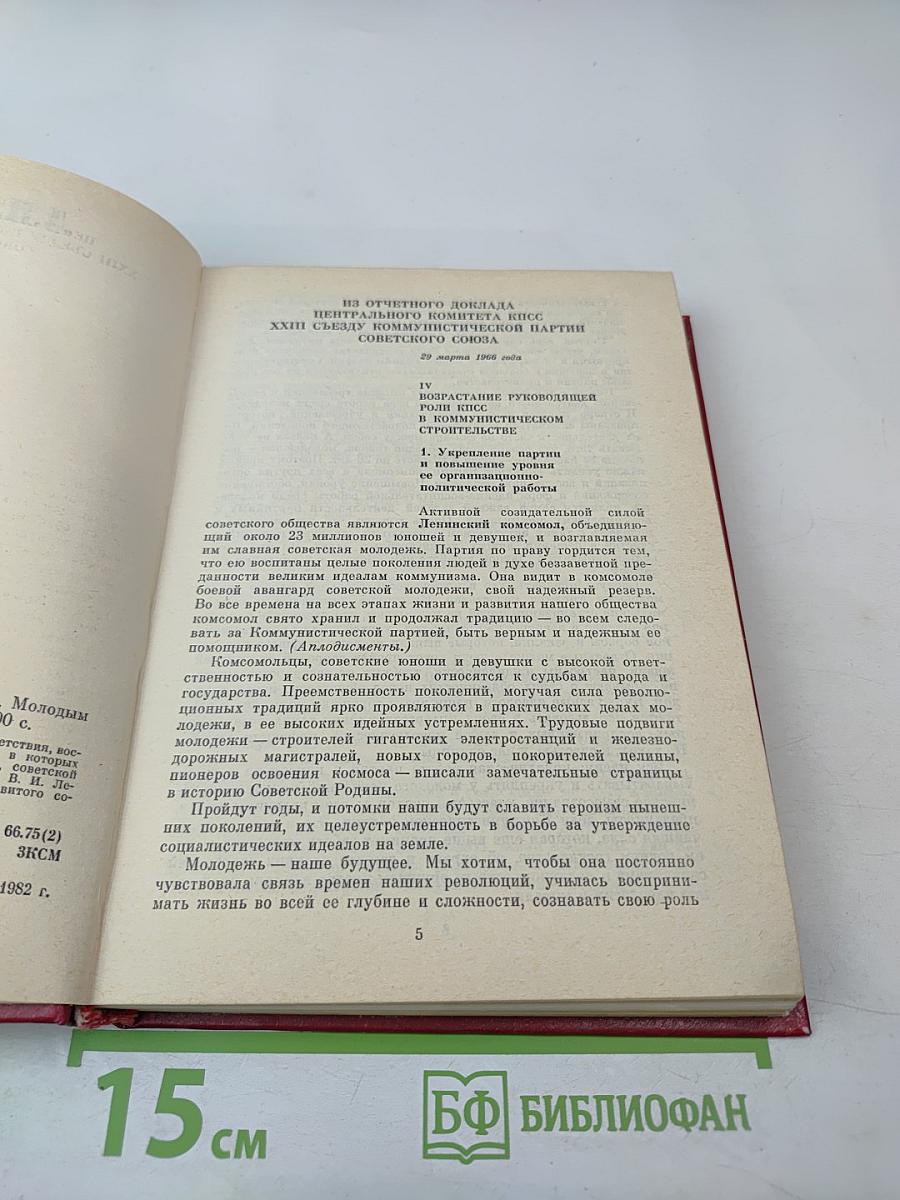 . Молодым
00 с.
етствия, вос-
в которых
ь советской
В. И. Ле-
витого со-
66.75(2)
3КСМ
1982 г.
ИЗ ОТЧЕТНОГО ДОКЛАДА
ЦЕНТРАЛЬНОГО КОМИТЕТА КПСС
XXIII СЪЕЗДУ КОММУНИСТИЧЕСКОЙ ПАРТИИ
СОВЕТСКОГО СОЮЗА
29 марта 1966 года
IV
ВОЗРАСТАНИЕ РУКОВОДЯЩЕЙ
РОЛИ КПСС
В КОММУНИСТИЧЕСКОМ
СТРОИТЕЛЬСТВЕ
1. Укрепление партии
и повышение уровня
ее организационно-
политической работы
Активной созидательной силой
советского общества являются Ленинский комсомол, объединяю-
щий около 23 миллионов юношей и девушек, и возглавляемая
им славная советская молодежь. Партия по праву гордится тем,
что ею воспитаны целые поколения людей в духе беззаветной пре-
данности великим идеалам коммунизма. Она видит в комсомоле
боевой авангард советской молодежи, свой надежный резерв.
Во все времена на всех этапах жизни и развития нашего общества
комсомол свято хранил и продолжал традицию — во всем следо-
вать за Коммунистической партией, быть верным и надежным ее
помощником. (Аплодисменты.)
Комсомольцы, советские юноши и девушки с высокой ответ-
ственностью и сознательностью относятся к судьбам народа и
государства. Преемственность поколений, могучая сила револю-
ционных традиций ярко проявляются в практических делах мо-
лодежи, в ее высоких идейных устремлениях. Трудовые подвиги
молодежи — строителей гигантских электростанций и железно-
дорожных магистралей, новых городов, покорителей целины,
пионеров освоения космоса — вписали замечательные страницы
в историю Советской Родины.
Пройдут годы, и потомки наши будут славить героизм нынеш-
них поколений, их целеустремленность в борьбе за утверждение
социалистических идеалов на земле.
Молодежь — наше будущее. Мы хотим, чтобы она постоянно
чувствовала связь времен наших революций, училась восприни-
мать жизнь во всей ее глубине и сложности, сознавать свою роль
5
15 см
БФ БИБЛИОФАН